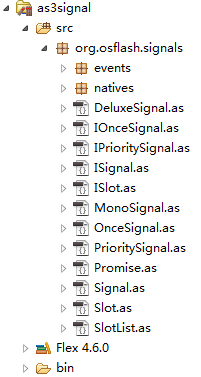 as3signal
src
org.osflash.signals
events
natives
DeluxeSignal.as
IOnceSignal.as
IPrioritySignal.as
ISignal.as
ISlot.as
MonoSignal.as
OnceSignal.as
PrioritySignal.as
Promise.as
Signal.as
Slot.as
SlotList.as
Flex 4.6.0
bin